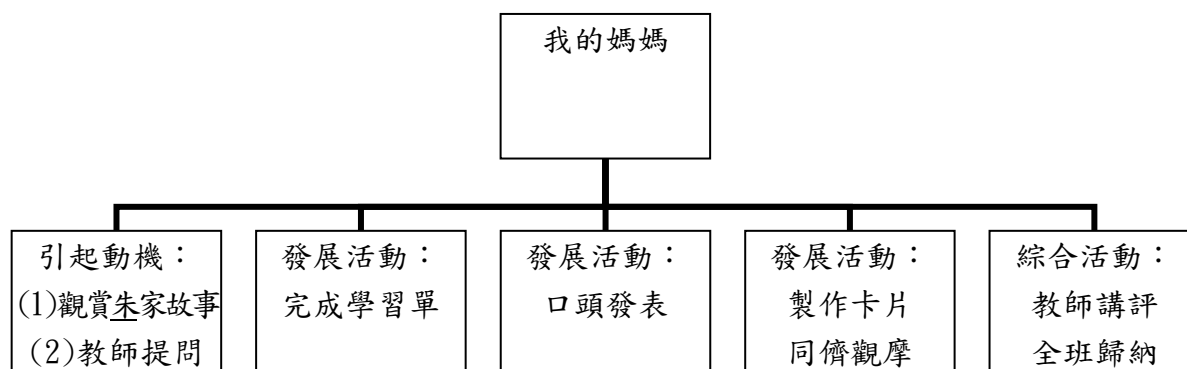 我的媽媽
引起動機：
(1)觀賞朱家故事
(2)教師提問
發展活動：
完成學習單
發展活動：
口頭發表
發展活動：
製作卡片
同儕觀摩
綜合活動：
教師講評
全班歸納